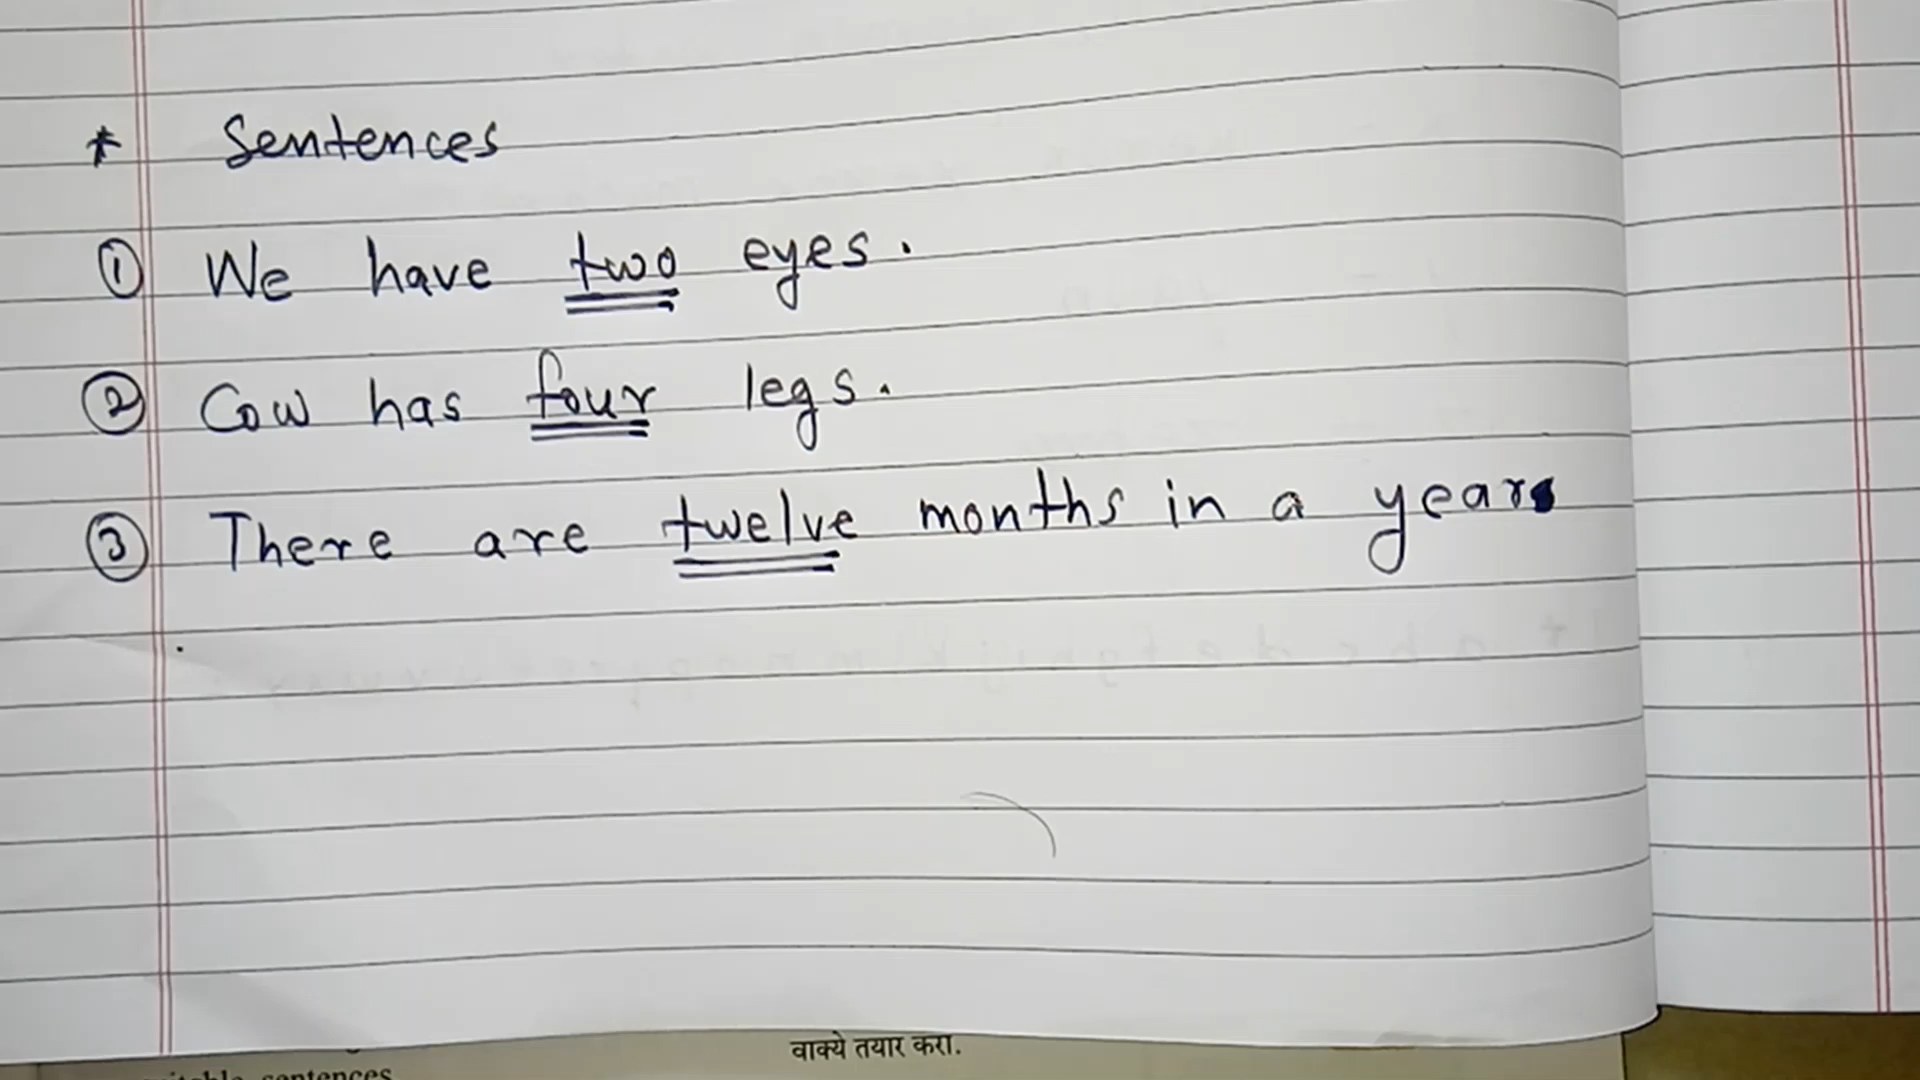 * Sentences
① We have two eyes.
② Cow has four legs.
③ There are twelve months in a year
वाक्ये तयार करा.
sentences